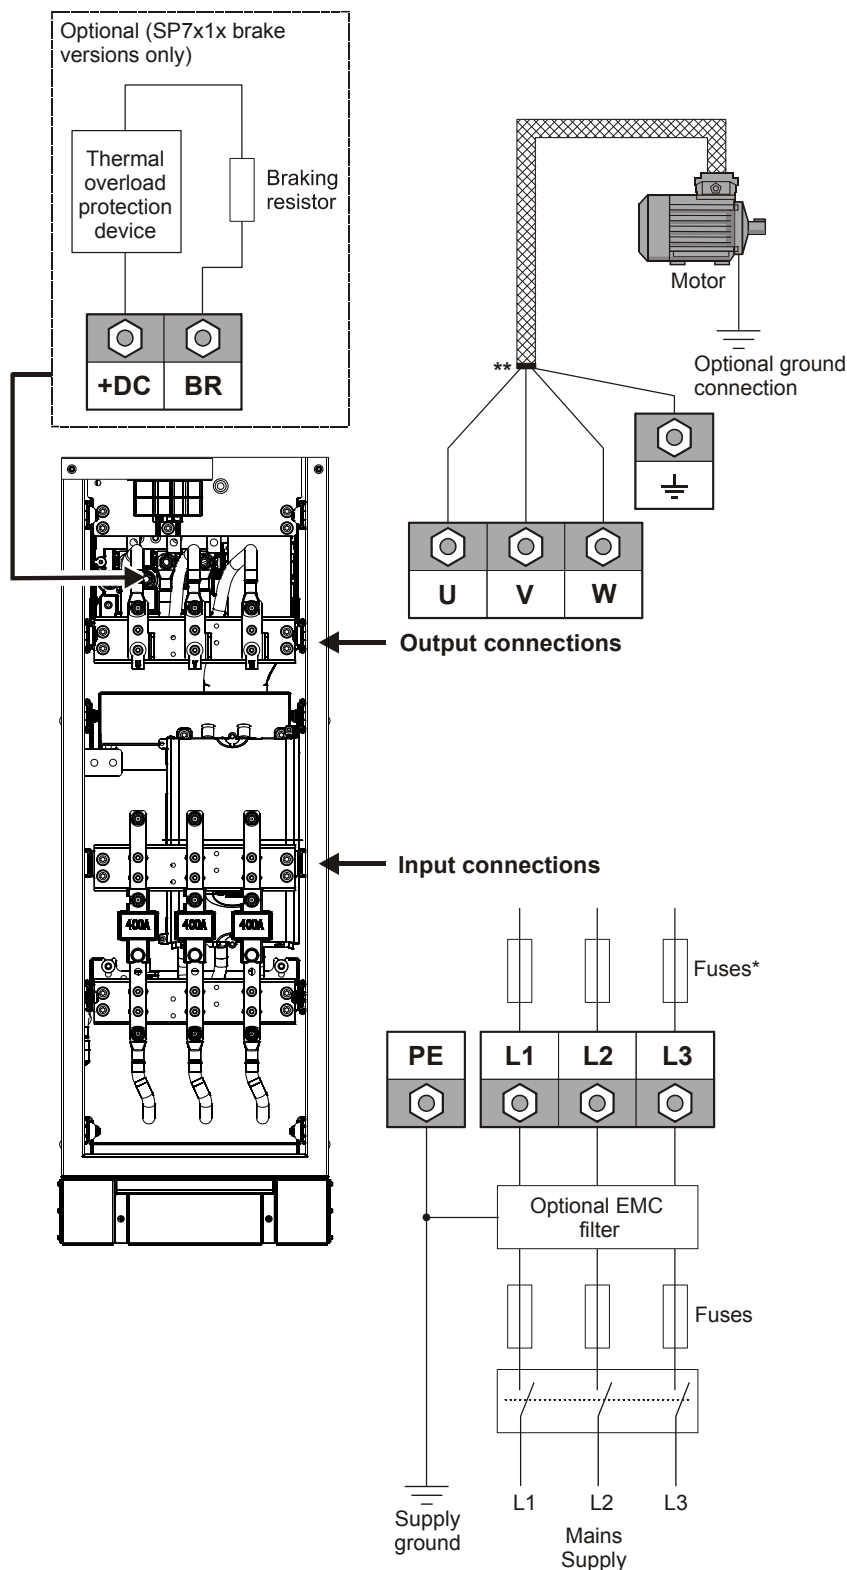 Optional (SP7x1x brake
versions only)
Thermal
overload
protection
device
Braking
resistor
+DC
BR
Motor
Optional ground
connection
**
U
V
W
Output connections
Input connections
400A
400A
400A
Fuses*
PE
L1
L2
L3
Optional EMC
filter
Fuses
L1
L2
L3
Supply
ground
Mains
Supply